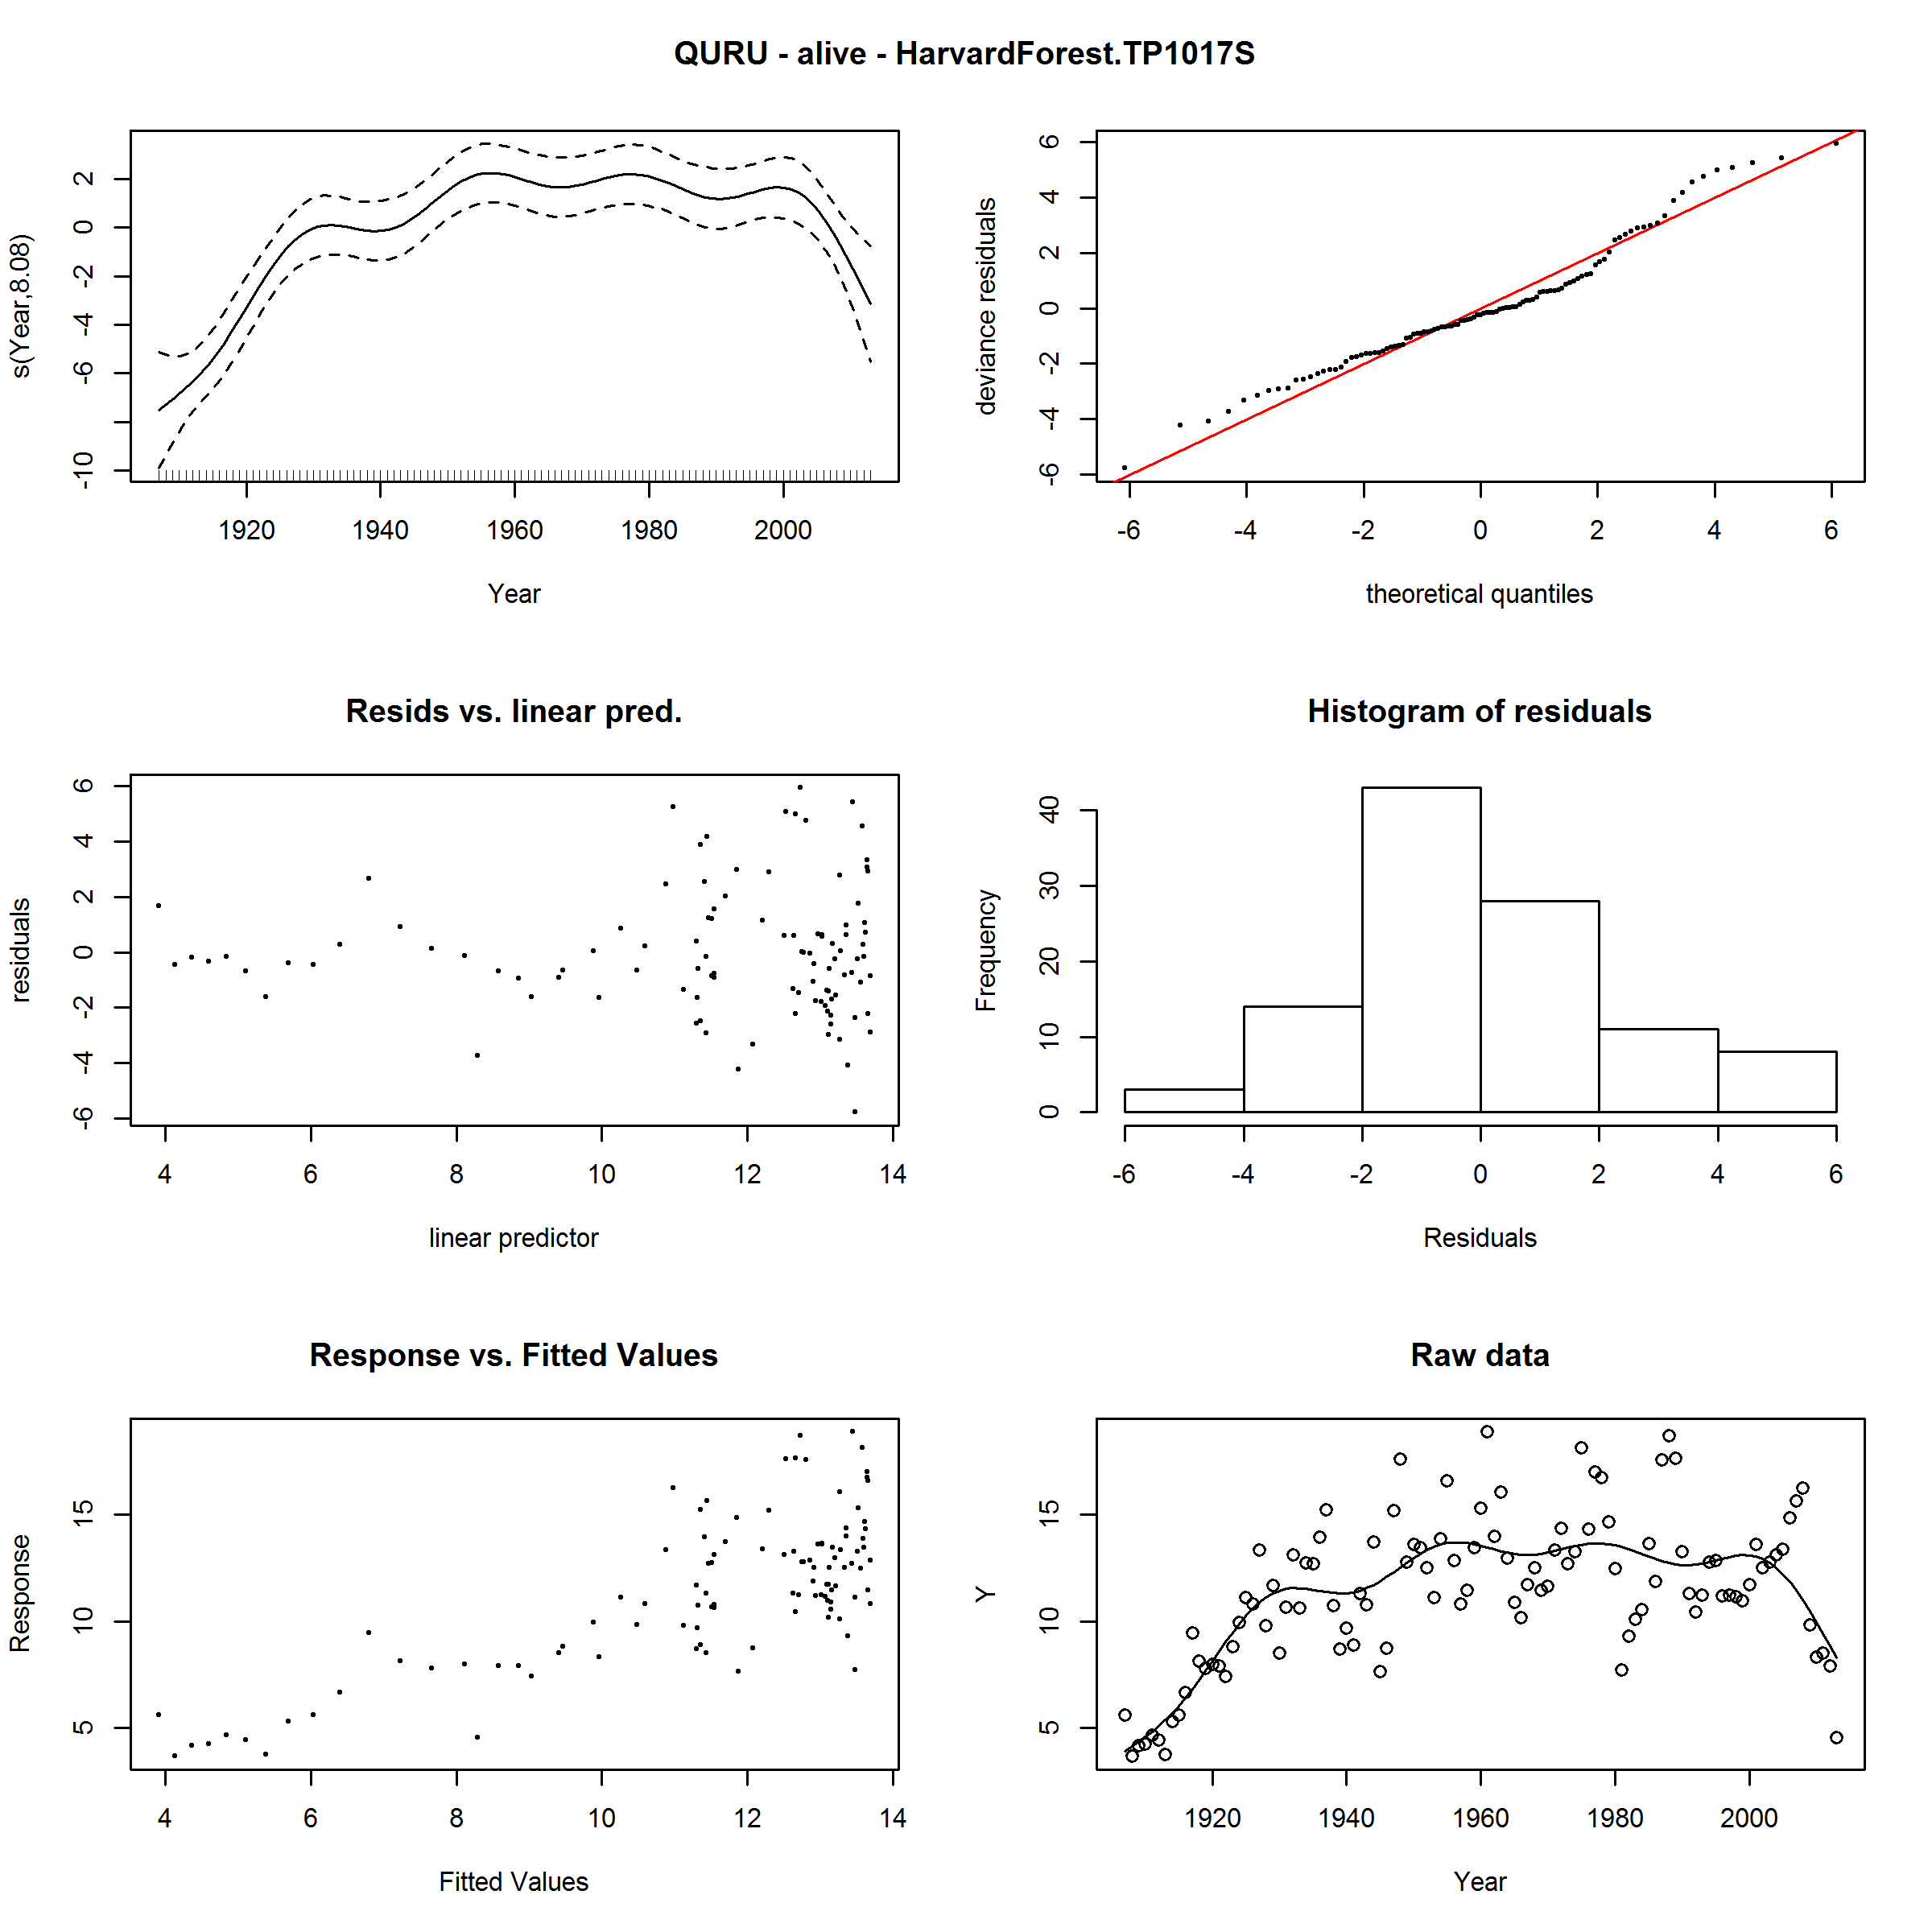 QURU - alive - HarvardForest.TP1017S
s(Year,8.08)
2
0
-2
-4
-6
-10
1920 1940 1960 1980 2000
Year
deviance residuals
6
4
2
0
-2
-4
-6
-6 -4 -2 0 2 4 6
theoretical quantiles
Resids vs. linear pred.
residuals
6
4
2
0
-2
-4
-6
4 6 8 10 12 14
linear predictor
Histogram of residuals
Frequency
40
30
20
10
0
-6 -4 -2 0 2 4 6
Residuals
Response vs. Fitted Values
Response
15
10
5
4 6 8 10 12 14
Fitted Values
Raw data
Y
15
10
5
1920 1940 1960 1980 2000
Year